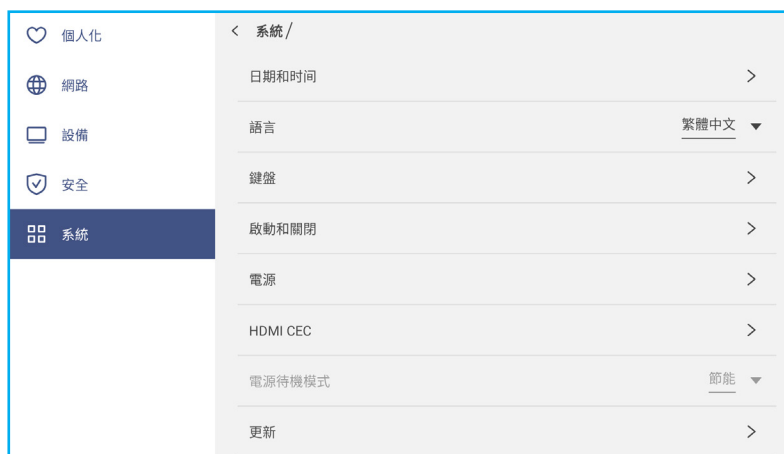 個人化
網路
設備
安全
系統
系統/
日期和时间
語言 繁體中文
鍵盤
啟動和關閉
電源
HDMI CEC
電源待機模式 節能
更新